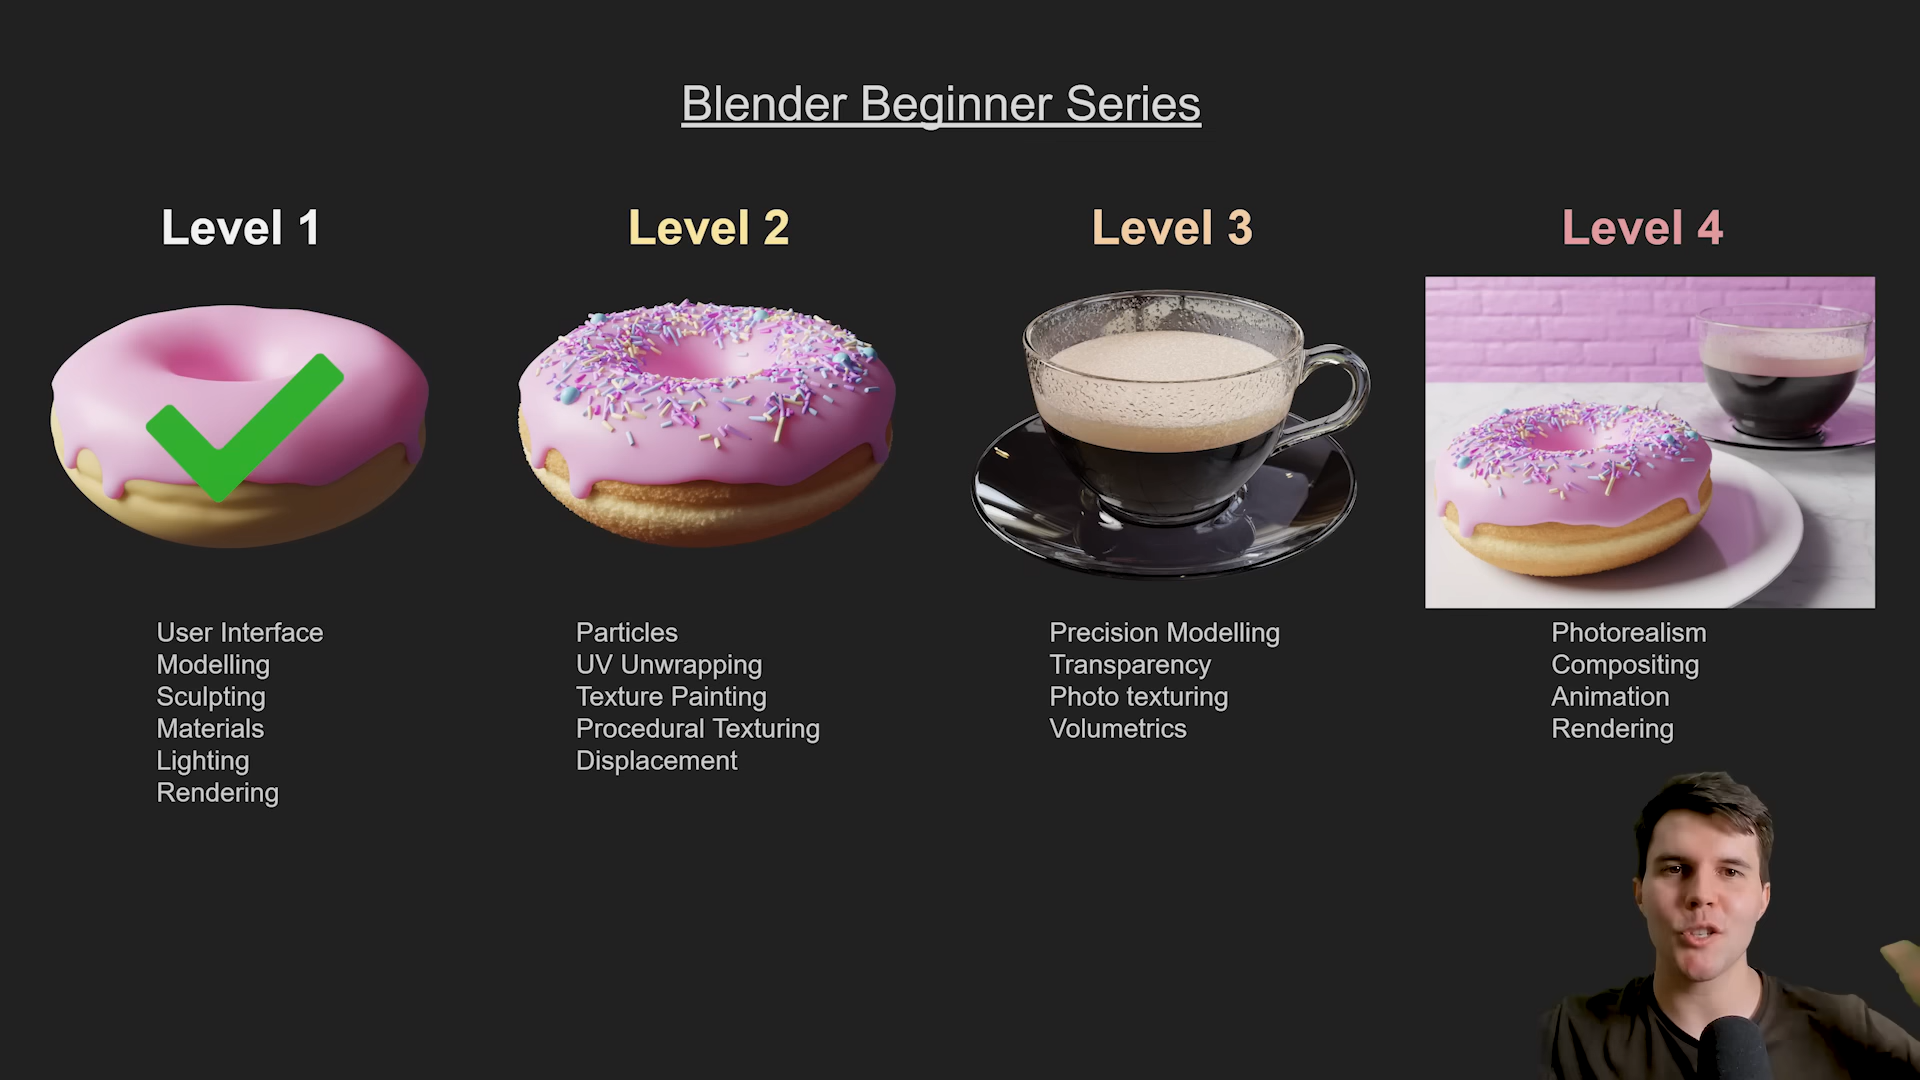 Blender Beginner Series
Level 1
User Interface
Modelling
Sculpting
Materials
Lighting
Rendering
Level 2
Particles
UV Unwrapping
Texture Painting
Procedural Texturing
Displacement
Level 3
Precision Modelling
Transparency
Photo texturing
Volumetrics
Level 4
Photorealism
Compositing
Animation
Rendering